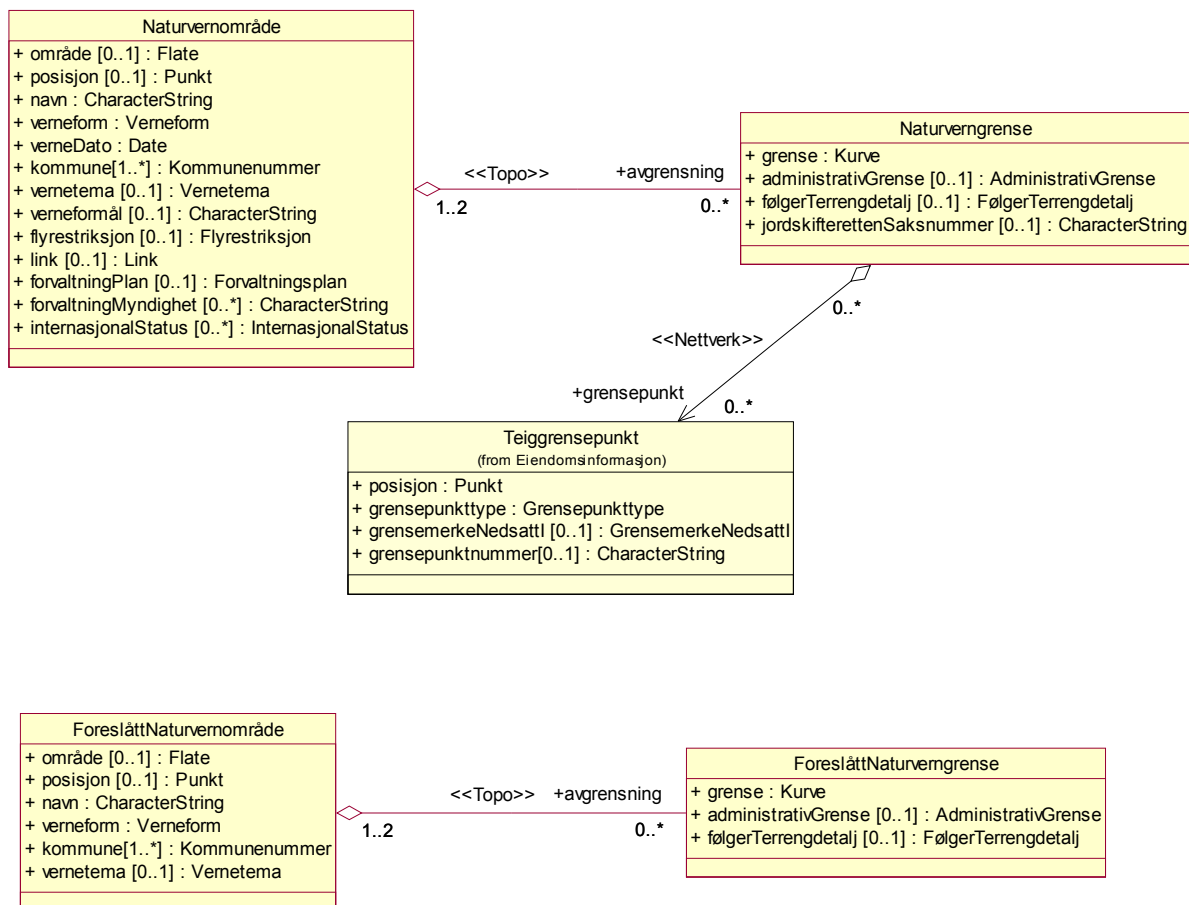 Naturvernområde
+ område [0..1] : Flate
+ posisjon [0..1] : Punkt
+ navn : CharacterString
+ verneform : Verneform
+ verneDato : Date
+ kommune[1..*] : Kommunenummer
+ vernetema [0..1] : Vernetema
+ verneformål [0..1] : CharacterString
+ flyrestriksjon [0..1] : Flyrestriksjon
+ link [0..1] : Link
+ forvaltningPlan [0..1] : Forvaltningsplan
+ forvaltningMyndighet [0..*] : CharacterString
+ internasjonalStatus [0..*] : InternasjonalStatus
<<Topo>>
+avgrensning
1..2
0..*
Naturverngrense
+ grense : Kurve
+ administrativGrense [0..1] : AdministrativGrense
+ følgerTerrengdetalj [0..1] : FølgerTerrengdetalj
+ jordskifterettenSaksnummer [0..1] : CharacterString
0..*
<<Nettverk>>
+grensepunkt
0..*
Teiggrensepunkt
(from Eiendomsinformasjon)
+ posisjon : Punkt
+ grensepunkttype : Grensepunkttype
+ grensemerkeNedsattI [0..1] : GrensemerkeNedsattI
+ grensepunktnummer[0..1] : CharacterString
ForeslåttNaturvernområde
+ område [0..1] : Flate
+ posisjon [0..1] : Punkt
+ navn : CharacterString
+ verneform : Verneform
+ kommune[1..*] : Kommunenummer
+ vernetema [0..1] : Vernetema
<<Topo>>
+avgrensning
1..2
0..*
ForeslåttNaturverngrense
+ grense : Kurve
+ administrativGrense [0..1] : AdministrativGrense
+ følgerTerrengdetalj [0..1] : FølgerTerrengdetalj